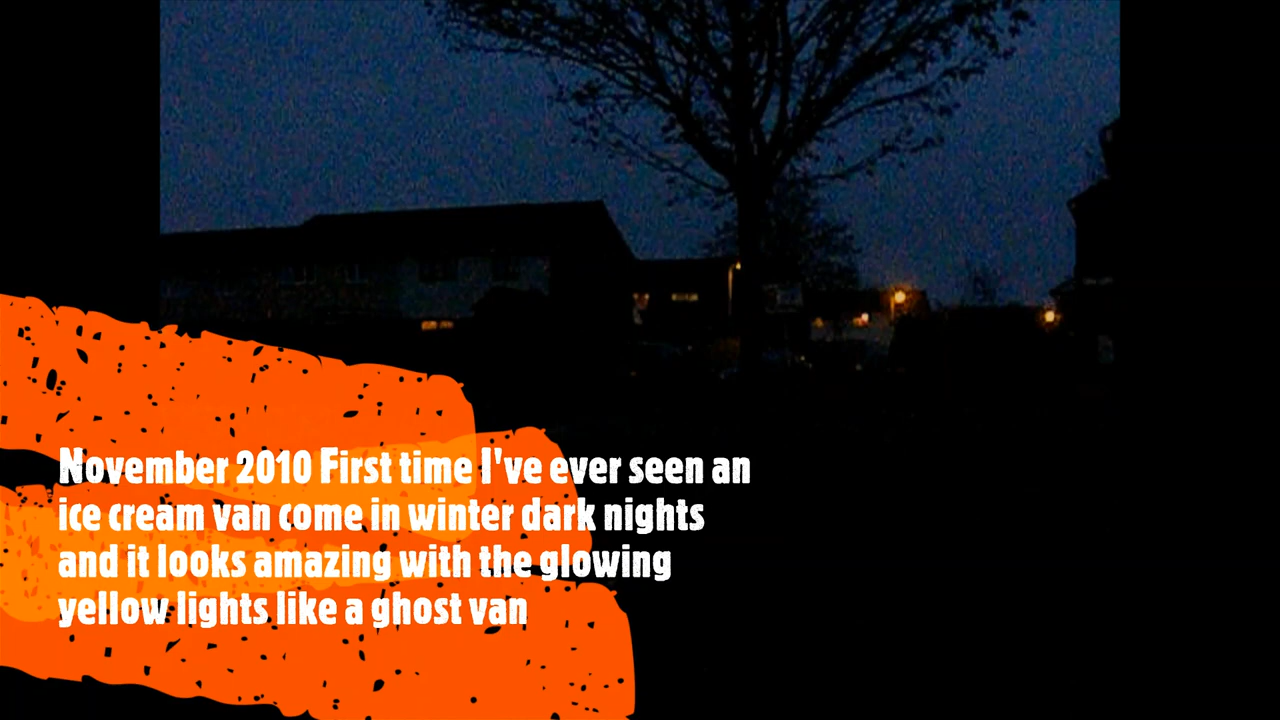 November 2010 First time I've ever seen an
ice cream van come in winter dark nights
and it looks amazing with the glowing
yellow lights like a ghost van